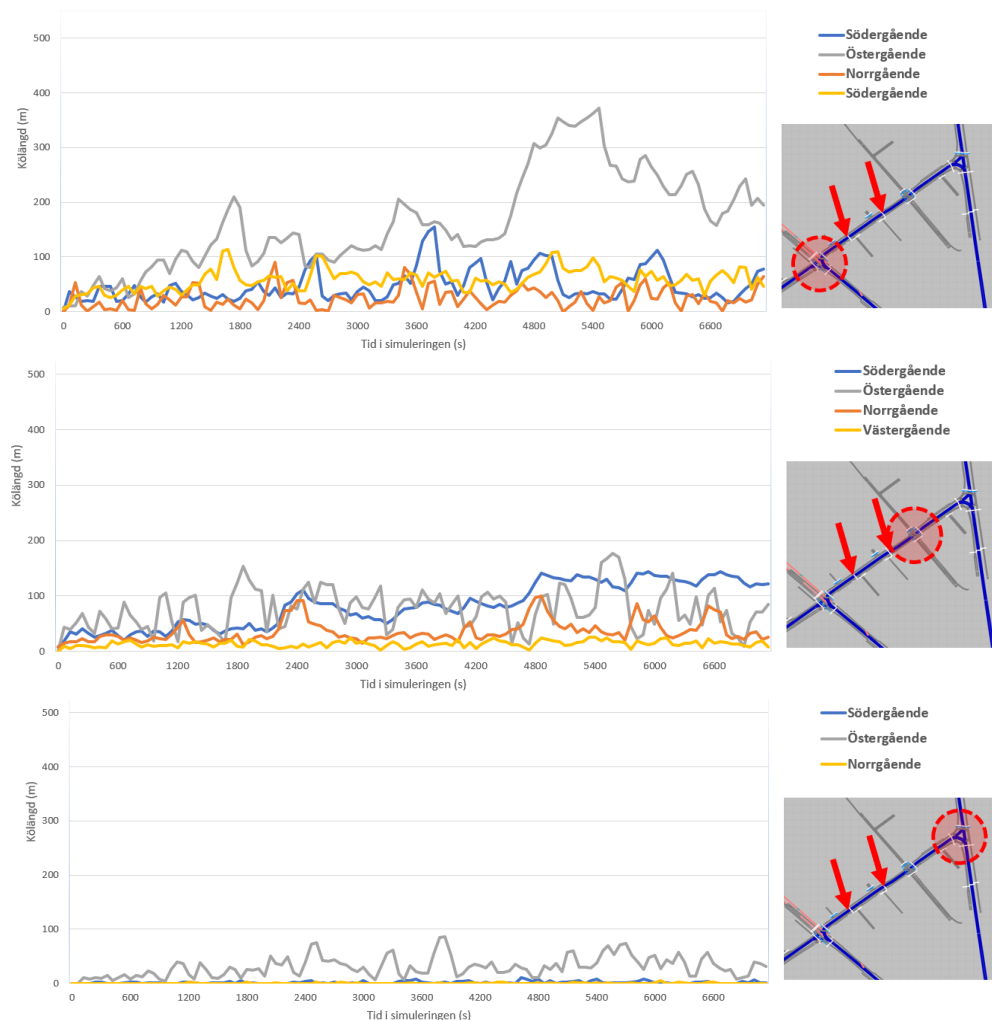 Södergående
Östergående
Norrgående
Södergående
Kölängd (m)
500
400
300
200
100
0
0 600 1200 1800 2400 3000 3600 4200 4800 5400 6000 6600
Tid i simuleringen (s)
Södergående
Östergående
Norrgående
Västergående
Kölängd (m)
500
400
300
200
100
0
0 600 1200 1800 2400 3000 3600 4200 4800 5400 6000 6600
Tid i simuleringen (s)
Södergående
Östergående
Norrgående
Kölängd (m)
500
400
300
200
100
0
0 600 1200 1800 2400 3000 3600 4200 4800 5400 6000 6600
Tid i simuleringen (s)